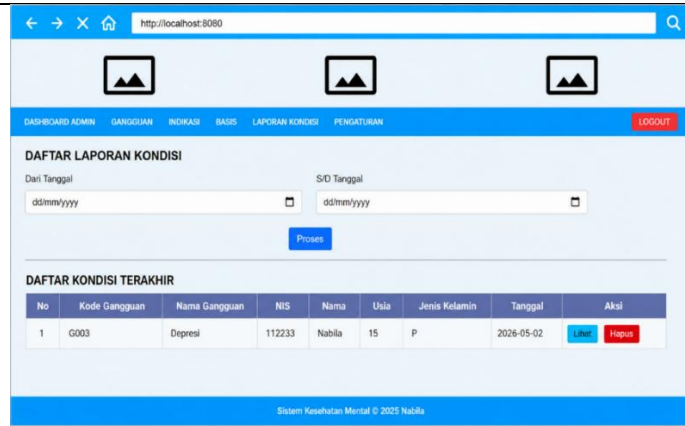 http://localhost:8080
DASHBOARD ADMIN GANGGUAN INDIKASI BASIS LAPORAN KONDISI PENGATURAN LOGOUT
DAFTAR LAPORAN KONDISI
Dari Tanggal S/D Tanggal
dd/mm/yyyy dd/mm/yyyy
Proses
DAFTAR KONDISI TERAKHIR
No Kode Gangguan Nama Gangguan NIS Nama Usia Jenis Kelamin Tanggal Aksi
1 G003 Depresi 112233 Nabila 15 P 2026-05-02 Lihat Hapus
Sistem Kesehatan Mental © 2025 Nabila